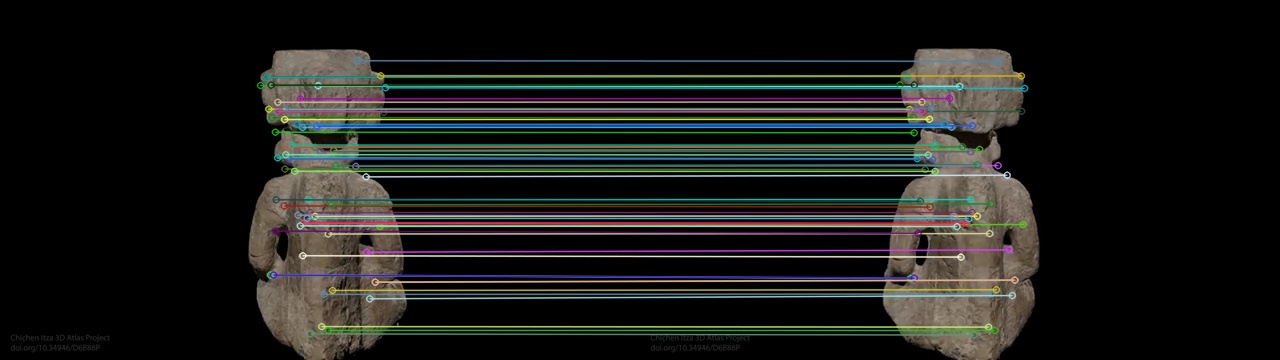 Chichen Itza 3D Atlas Project
doi.org/10.34946/D6B88P
Chichen Itza 3D Atlas Project
doi.org/10.34946/D6B88P